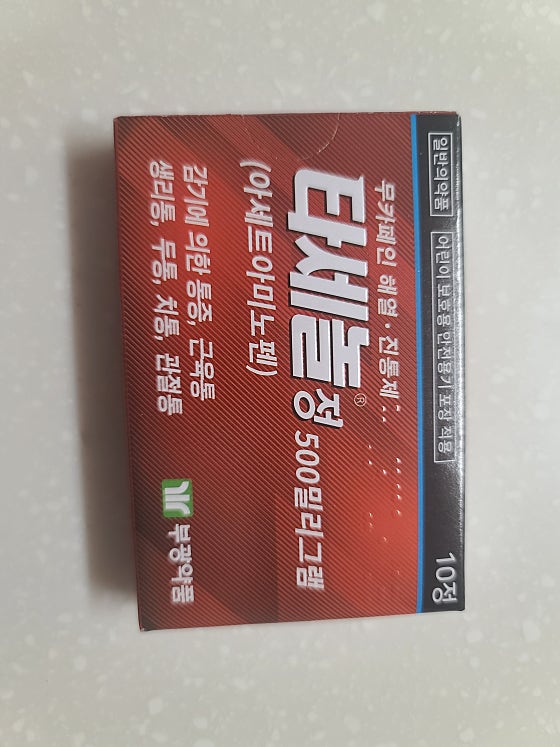 일반의약품
어린이 보호용 안전용기 포장 적용
10정
무카페인 해열·진통제
타세놀정® 500밀리그램
(아세트아미노펜)
감기에 의한 통증, 근육통
생리통, 두통, 치통, 관절통
부광약품